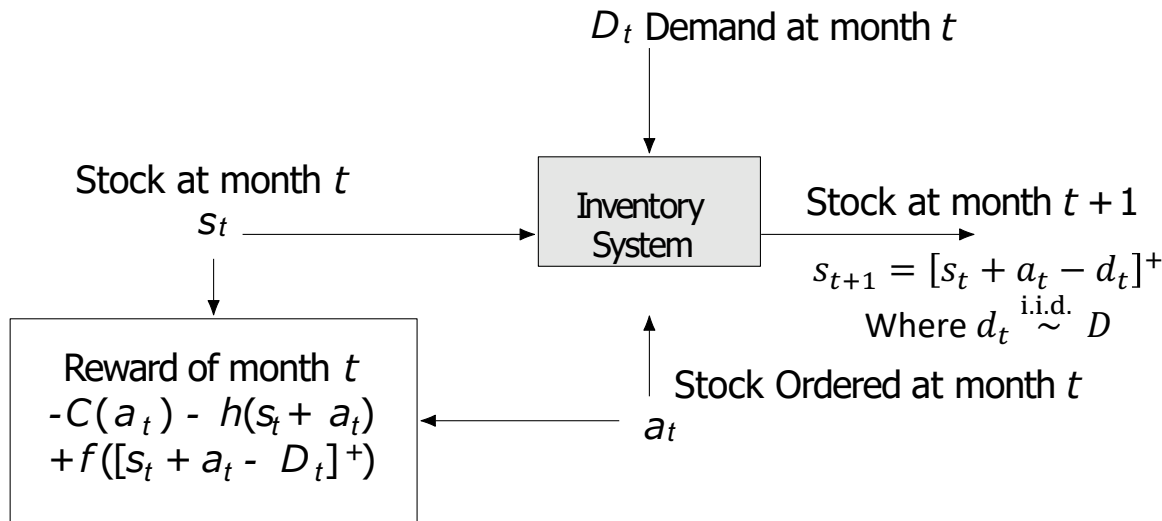 D_t Demand at month t
Stock at month t
s_t
Inventory
System
Stock at month t + 1
s_{t+1} = [s_t + a_t − d_t]^+
Where d_t i.i.d. ~ D
Reward of month t
-C(a_t) - h(s_t + a_t)
+f([s_t + a_t - D_t]^+)
Stock Ordered at month t
a_t